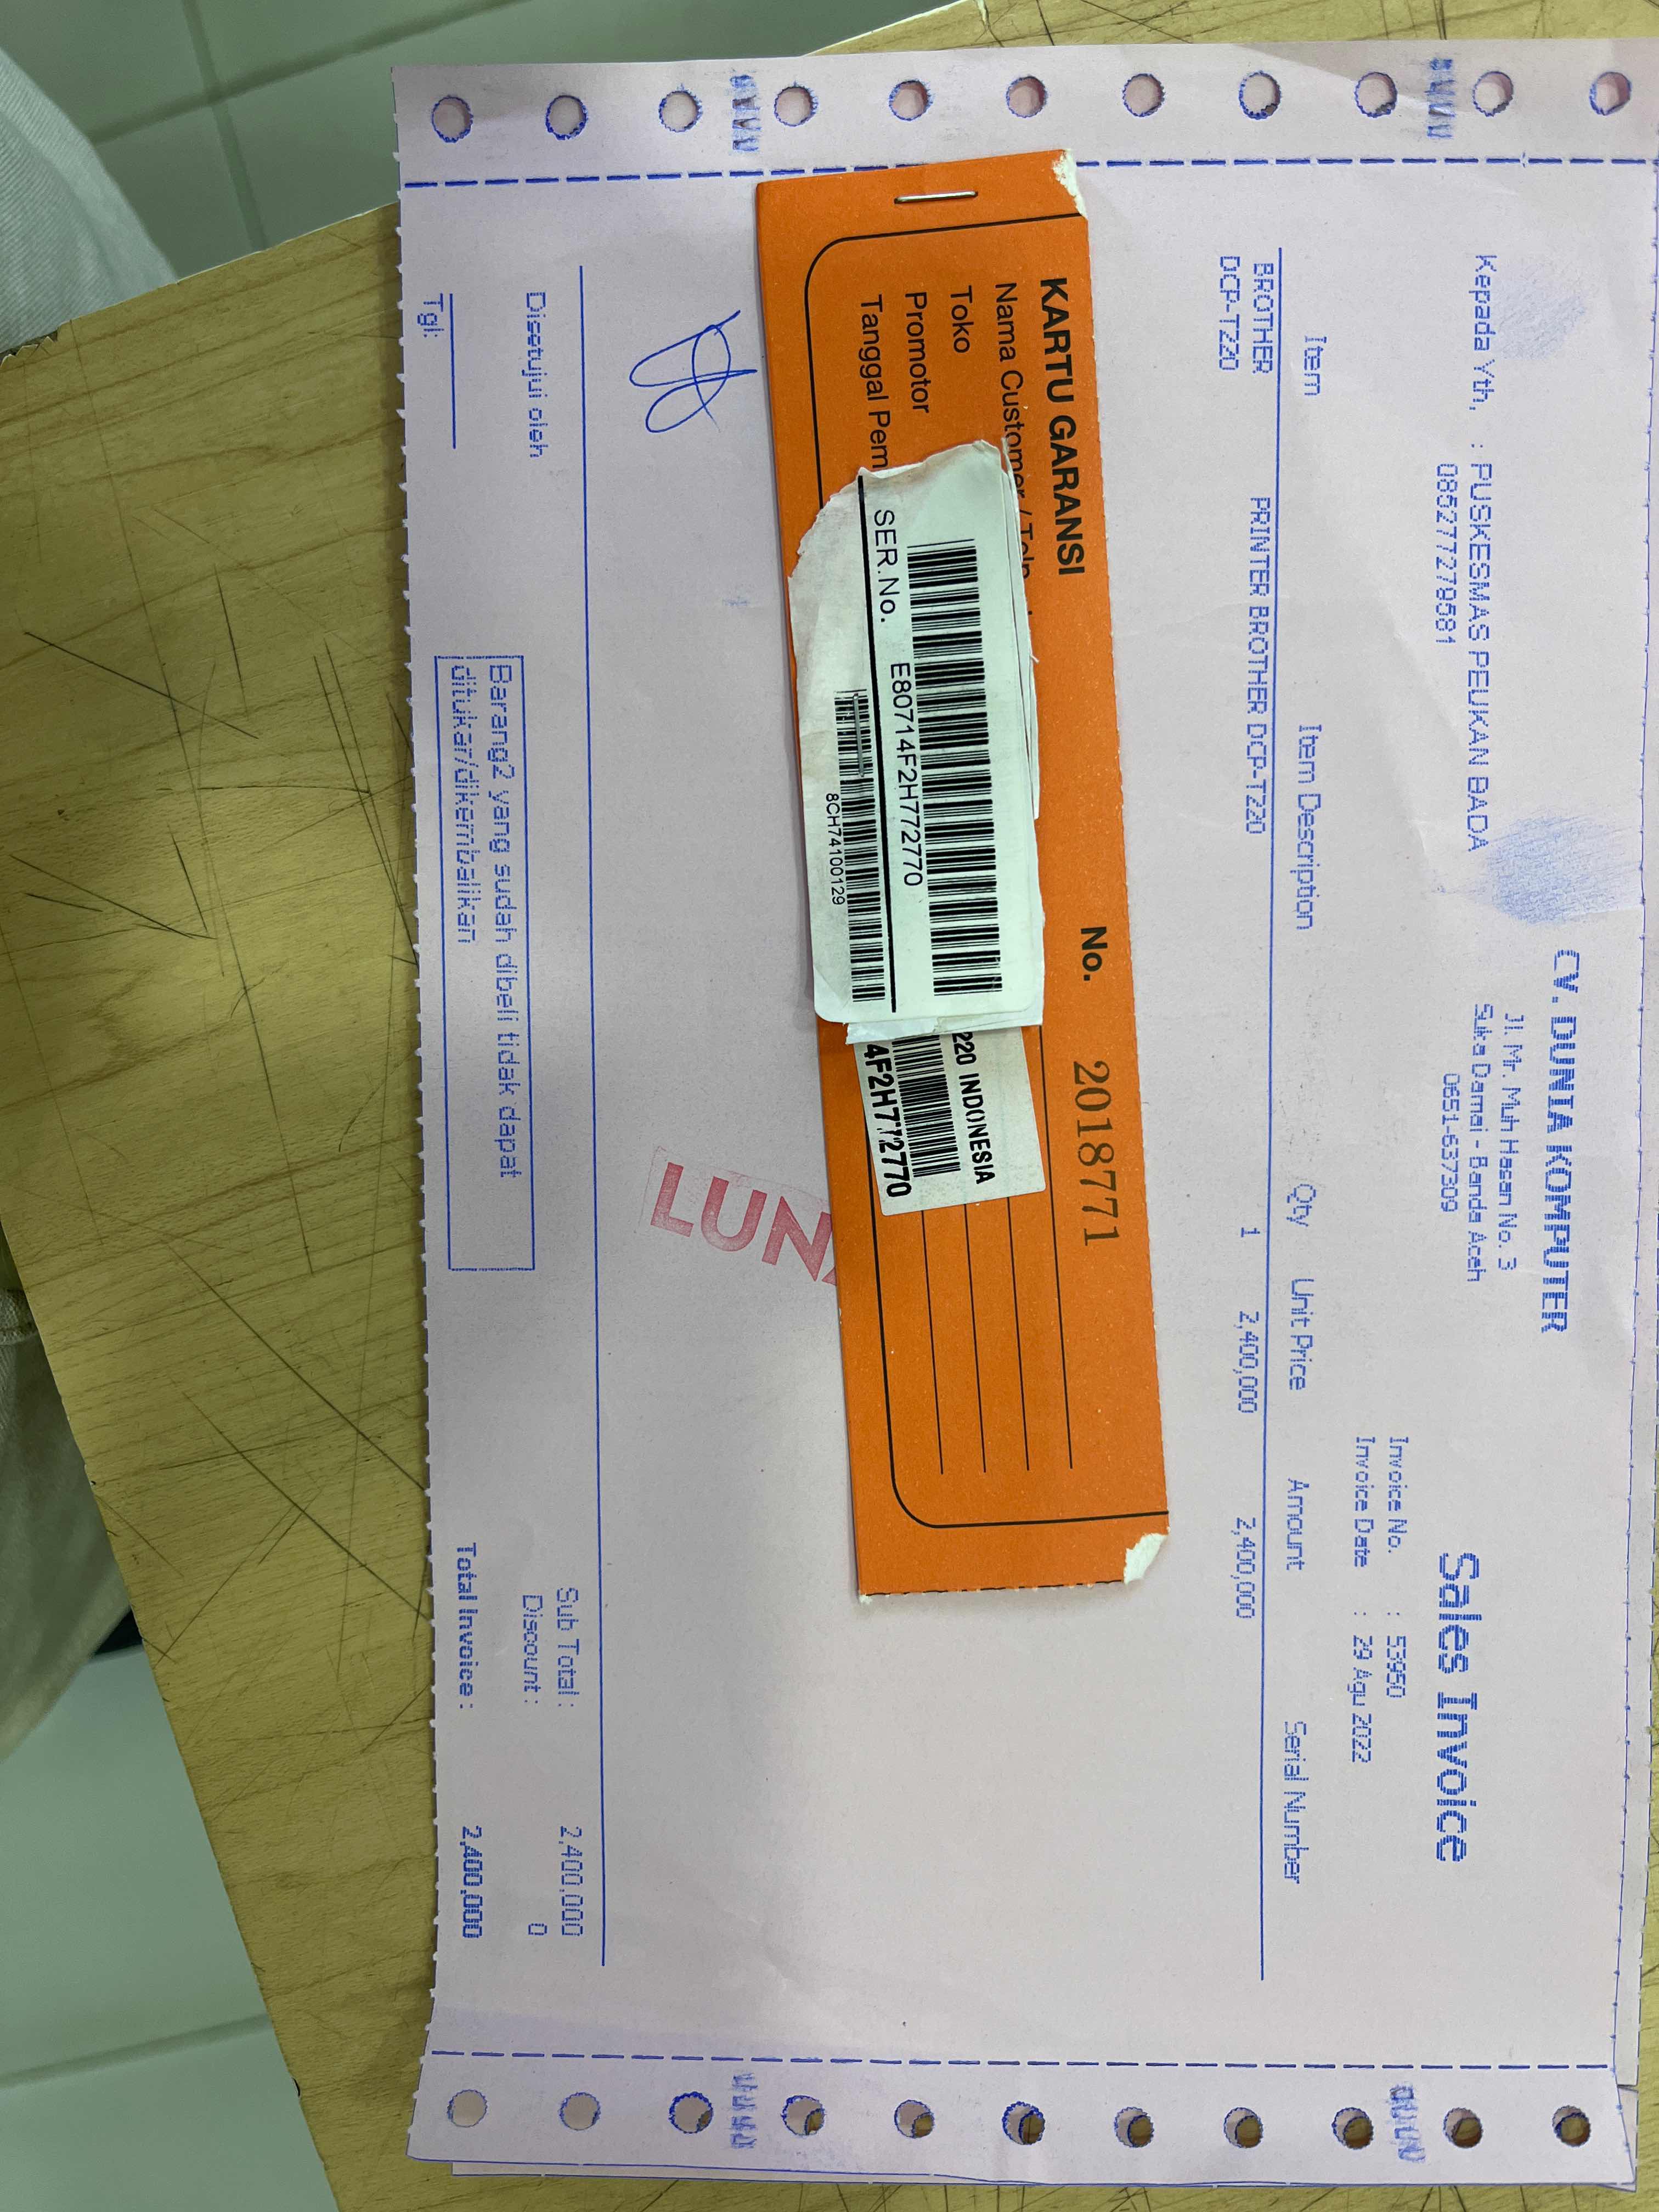 CV. DUNIA KOMPUTER
Jl. Mr. Muh Hasan No. 3
Suka Damai - Banda Aceh
0651-637309
Sales Invoice
Kepada Yth, : PUSKESMAS PEUKAN BADA
085277279581
Invoice No. : 53950
Invoice Date : 29 Agu 2022
Item Item Description Qty Unit Price Amount Serial Number
BROTHER PRINTER BROTHER DCP-T220 1 2,400,000 2,400,000
DCP-T220
KARTU GARANSI No. 2018771
Nama Customer / Telp
Toko
Promotor
Tanggal Pem
SER.No. E80714F2H772770
8CH74100129
220 INDONESIA
4F2H772770
LUN
Sub Total : 2,400,000
Discount : 0
Total Invoice : 2,400,000
Disetujui oleh
Tgl:
Barang2 yang sudah dibeli tidak dapat
ditukar/dikembalikan